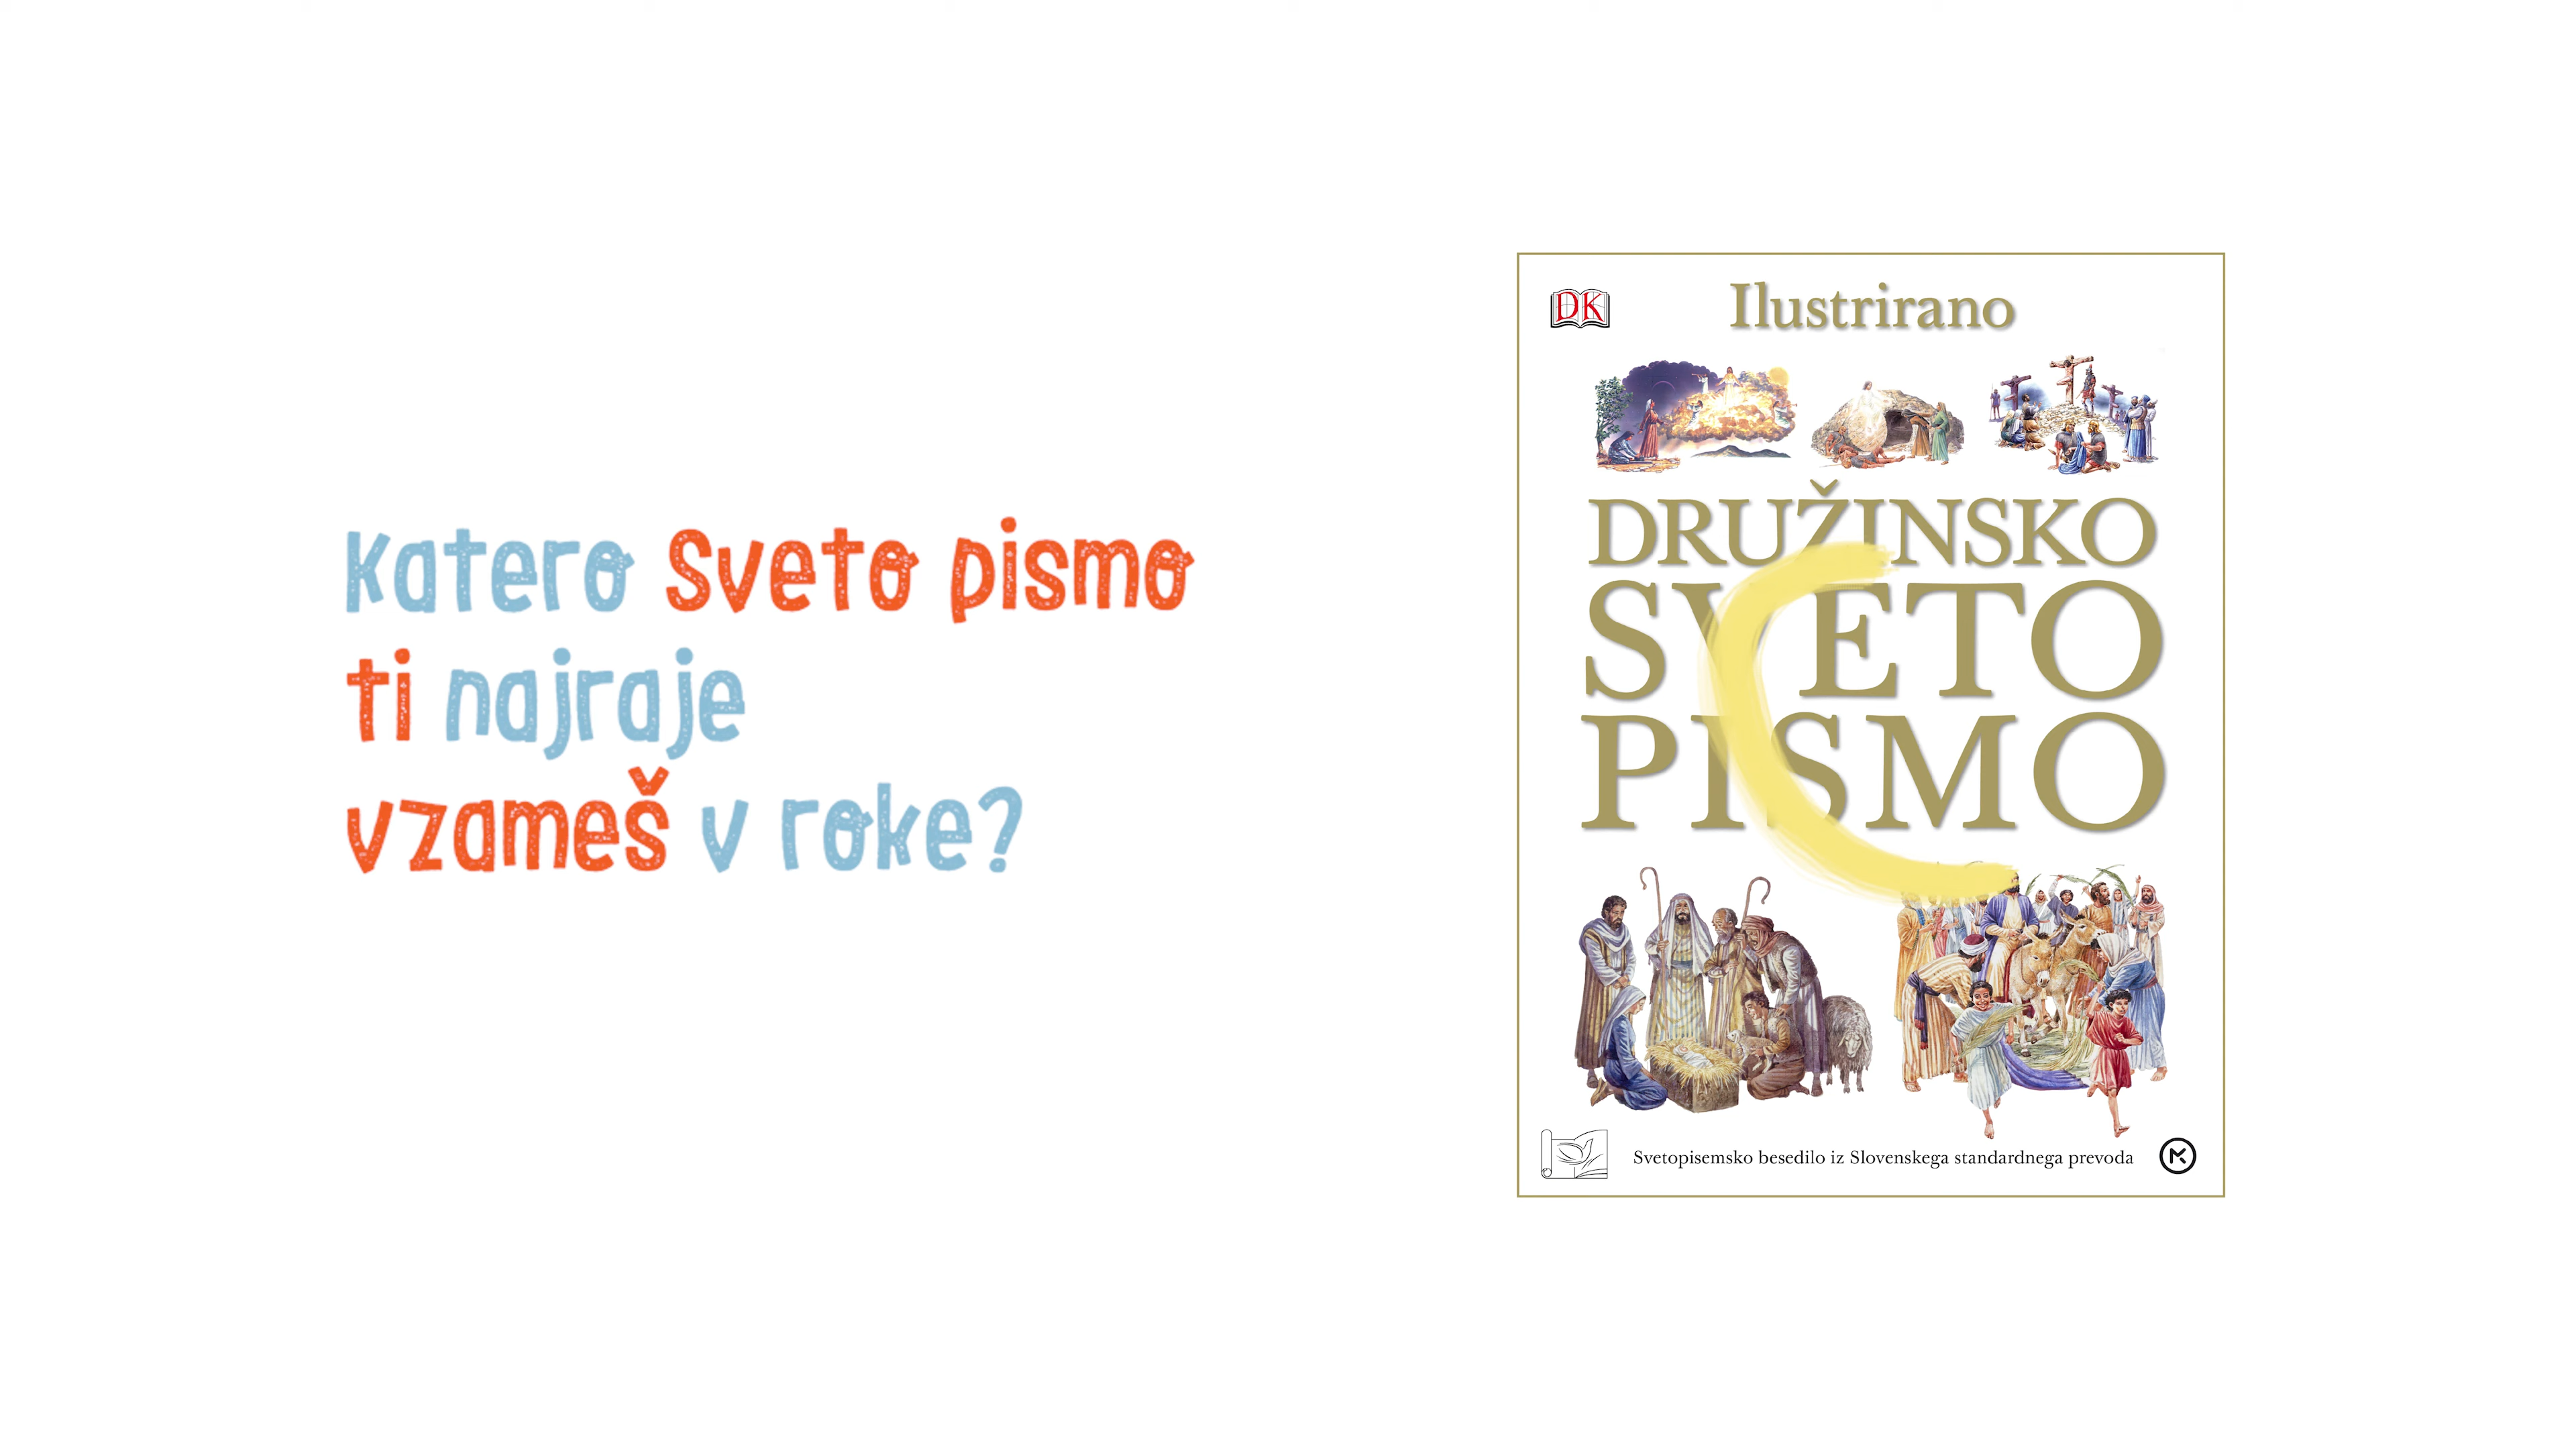 Katero Sveto pismo
ti najraje
vzameš v roke?
DK
Ilustrirano
DRUŽINSKO
SVETO
PISMO
Svetopisemsko besedilo iz Slovenskega standardnega prevoda